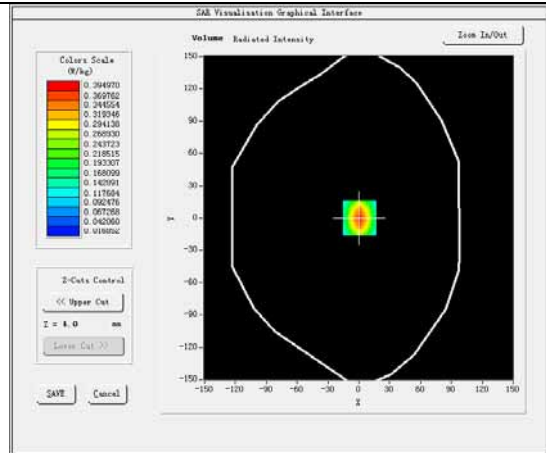 SAR Visualisation Graphical Interface
Volume Radiated Intensity
Zoom In/Out
Colors Scale
(W/kg)
0.394970
0.369762
0.344554
0.319346
0.294138
0.268930
0.243723
0.218515
0.193307
0.168099
0.142891
0.117684
0.092476
0.067268
0.042060
0.016852
Z-Cuts Control
<< Upper Cut
Z = 4.0 mm
Lower Cut >>
SAVE
Cancel
150
120
90
60
30
0
-30
-60
-90
-120
-150
Y
-150 -120 -90 -60 -30 0 30 60 90 120 150
X